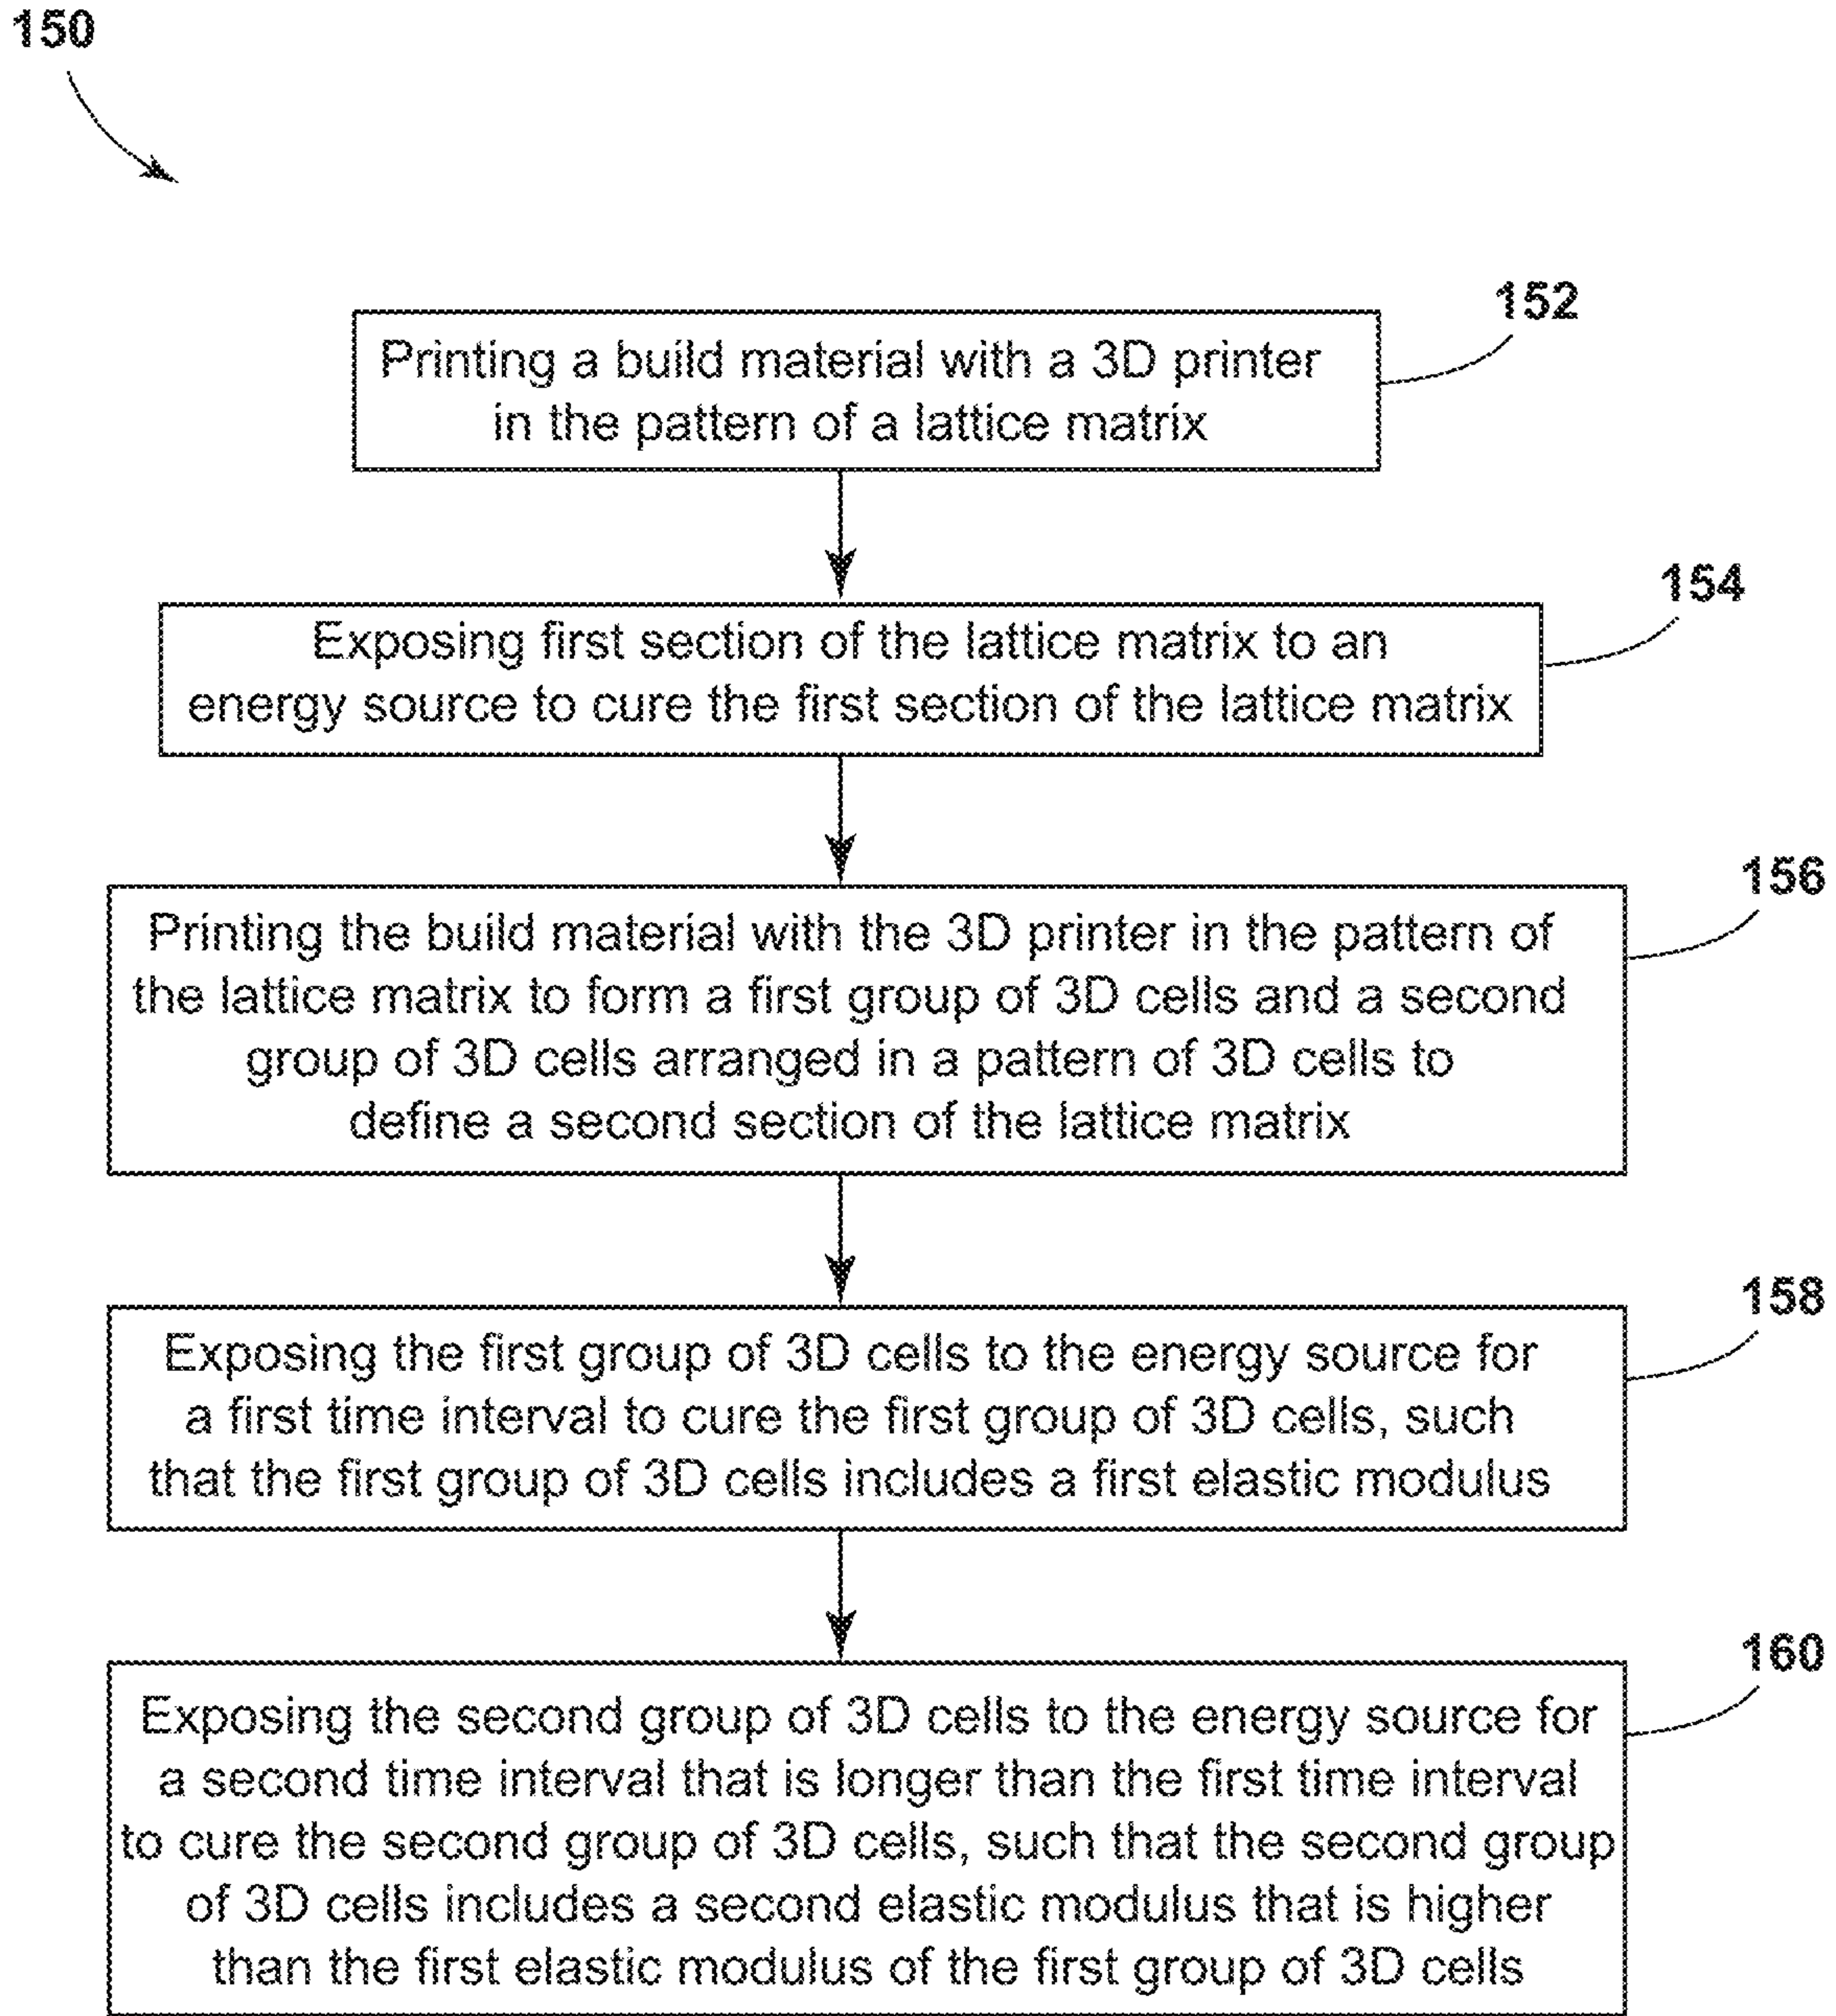 150
152
Printing a build material with a 3D printer
in the pattern of a lattice matrix
154
Exposing first section of the lattice matrix to an
energy source to cure the first section of the lattice matrix
156
Printing the build material with the 3D printer in the pattern of
the lattice matrix to form a first group of 3D cells and a second
group of 3D cells arranged in a pattern of 3D cells to
define a second section of the lattice matrix
158
Exposing the first group of 3D cells to the energy source for
a first time interval to cure the first group of 3D cells, such
that the first group of 3D cells includes a first elastic modulus
160
Exposing the second group of 3D cells to the energy source for
a second time interval that is longer than the first time interval
to cure the second group of 3D cells, such that the second group
of 3D cells includes a second elastic modulus that is higher
than the first elastic modulus of the first group of 3D cells